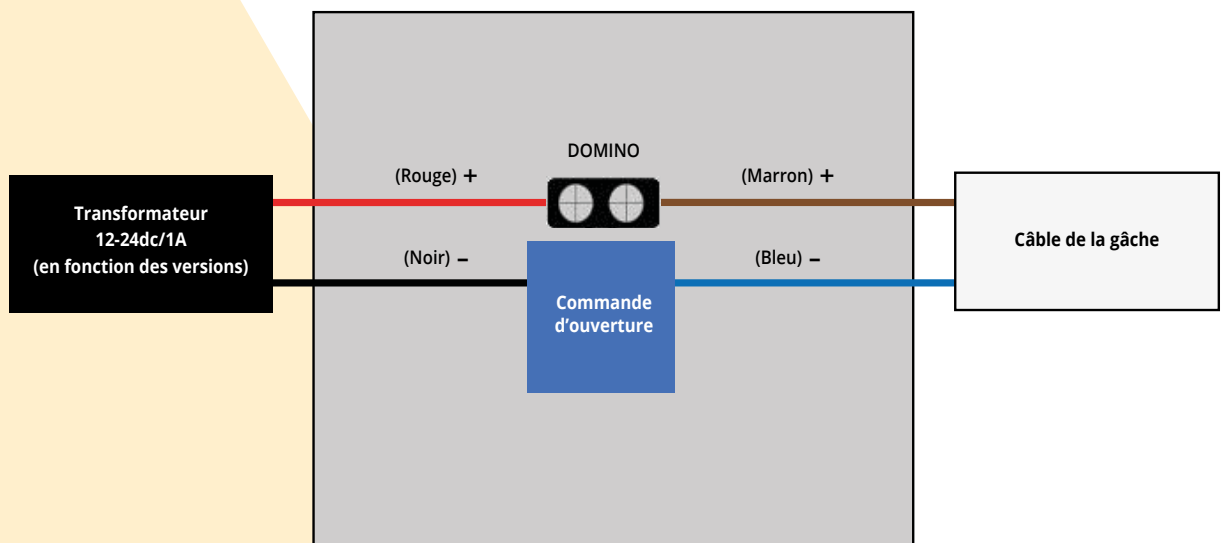 DOMINO
(Rouge) +
(Marron) +
Transformateur
12-24dc/1A
(en fonction des versions)
Câble de la gâche
(Noir) –
(Bleu) –
Commande
d’ouverture